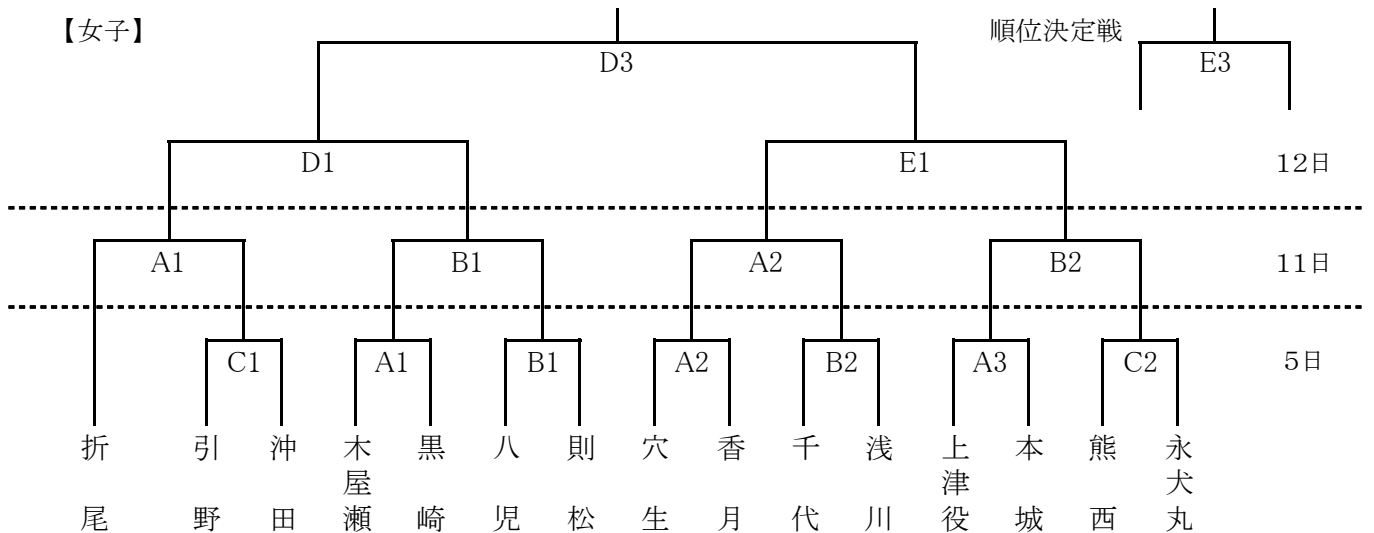 【女子】
順位決定戦
D3
E3
D1
E1
12日
A1
B1
A2
B2
11日
C1
A1
B1
A2
B2
A3
C2
5日
折尾
引野
沖田
木屋瀬
黒崎
八児
則松
穴生
香月
千代
浅川
上津役
本城
熊西
永犬丸